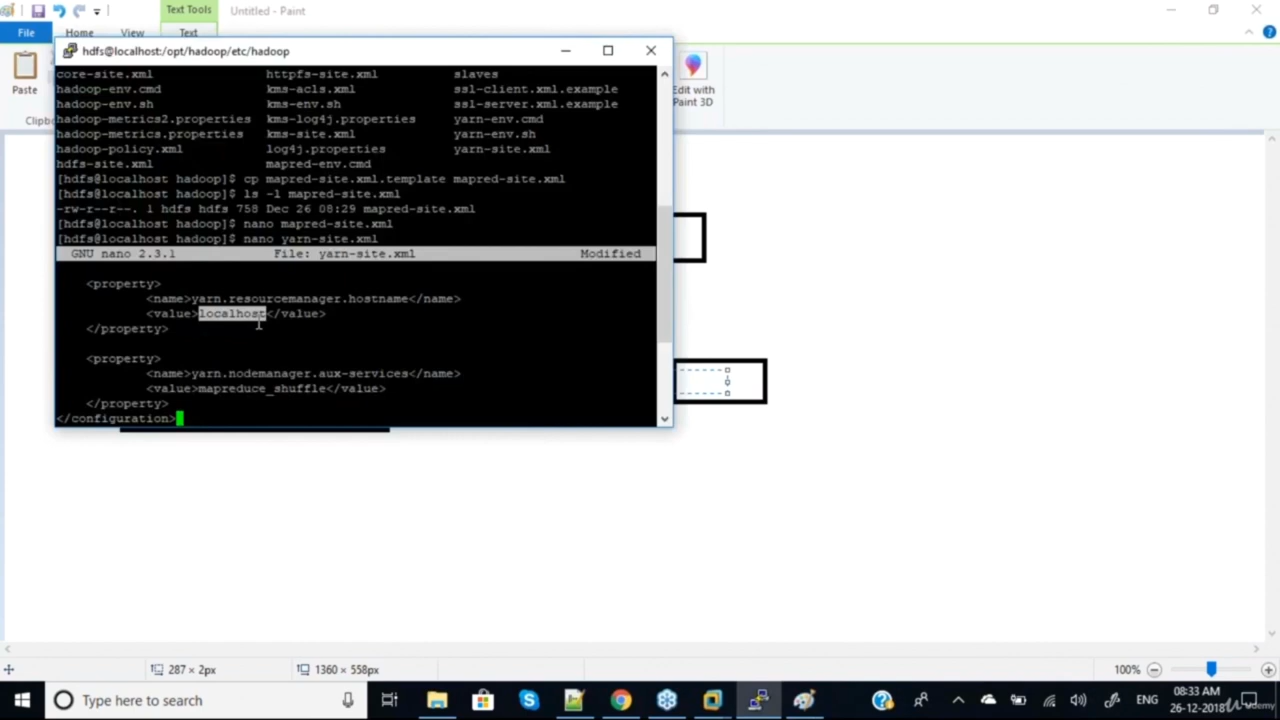 Text Tools
Untitled - Paint
File
Home
View
Text
Paste
Clipbo
Edit with
Paint 3D
hdfs@localhost:/opt/hadoop/etc/hadoop
core-site.xml httpfs-site.xml slaves
hadoop-env.cmd kms-acls.xml ssl-client.xml.example
hadoop-env.sh kms-env.sh ssl-server.xml.example
hadoop-metrics2.properties kms-log4j.properties yarn-env.cmd
hadoop-metrics.properties kms-site.xml yarn-env.sh
hadoop-policy.xml log4j.properties yarn-site.xml
hdfs-site.xml mapred-env.cmd
[hdfs@localhost hadoop]$ cp mapred-site.xml.template mapred-site.xml
[hdfs@localhost hadoop]$ ls -l mapred-site.xml
-rw-r--r--. 1 hdfs hdfs 758 Dec 26 08:29 mapred-site.xml
[hdfs@localhost hadoop]$ nano mapred-site.xml
[hdfs@localhost hadoop]$ nano yarn-site.xml
GNU nano 2.3.1 File: yarn-site.xml Modified
<property>
<name>yarn.resourcemanager.hostname</name>
<value>localhost</value>
</property>
<property>
<name>yarn.nodemanager.aux-services</name>
<value>mapreduce_shuffle</value>
</property>
</configuration>
287 × 2px
1360 × 558px
100%
Type here to search
ENG
08:33 AM
26-12-2018
Udemy